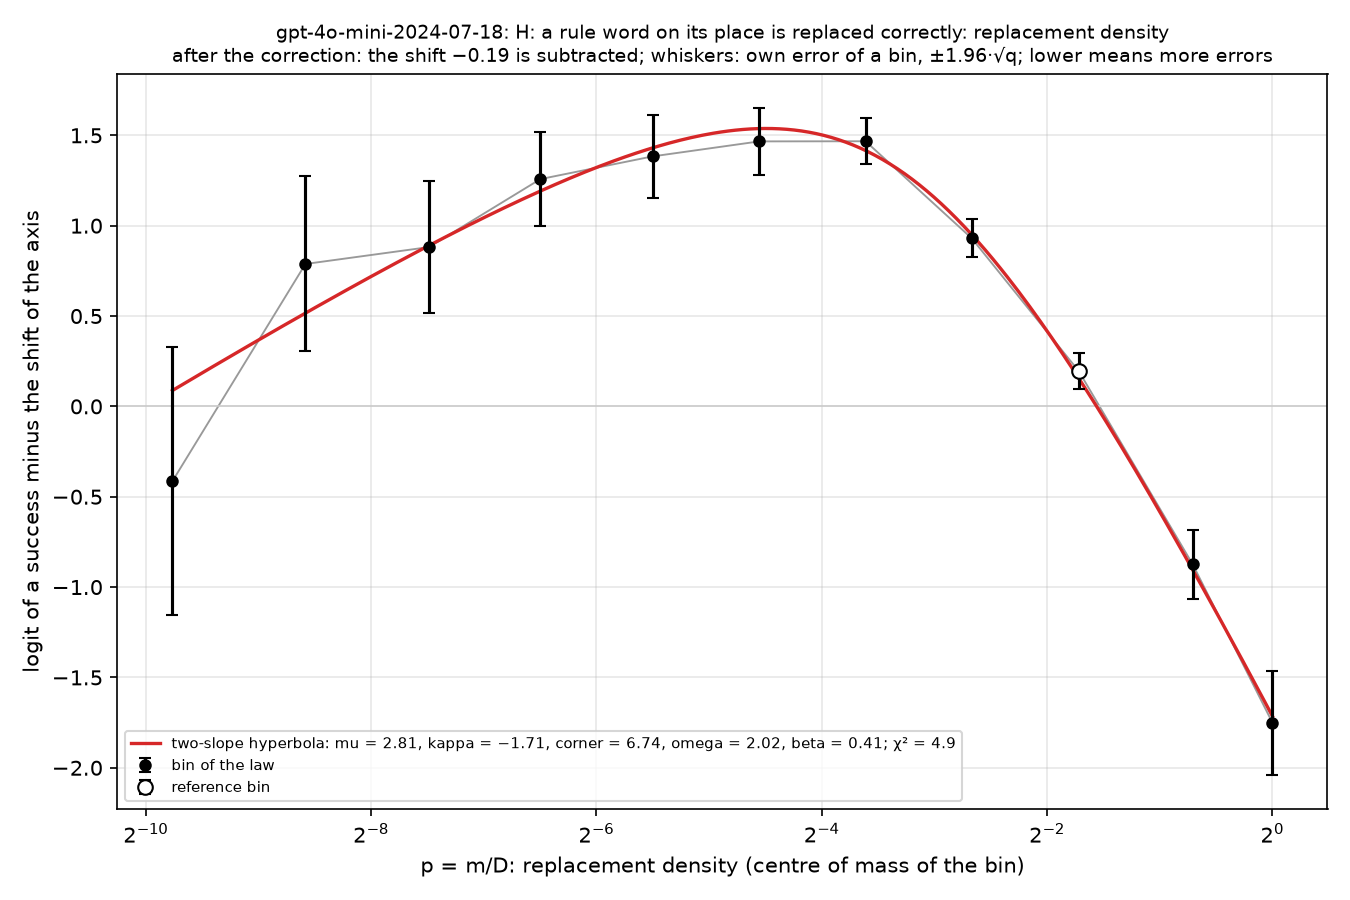 gpt-4o-mini-2024-07-18: H: a rule word on its place is replaced correctly: replacement density
after the correction: the shift −0.19 is subtracted; whiskers: own error of a bin, ±1.96·√q; lower means more errors
logit of a success minus the shift of the axis
1.5
1.0
0.5
0.0
−0.5
−1.0
−1.5
−2.0
two-slope hyperbola: mu = 2.81, kappa = −1.71, corner = 6.74, omega = 2.02, beta = 0.41; χ² = 4.9
bin of the law
reference bin
2⁻¹⁰
2⁻⁸
2⁻⁶
2⁻⁴
2⁻²
2⁰
p = m/D: replacement density (centre of mass of the bin)